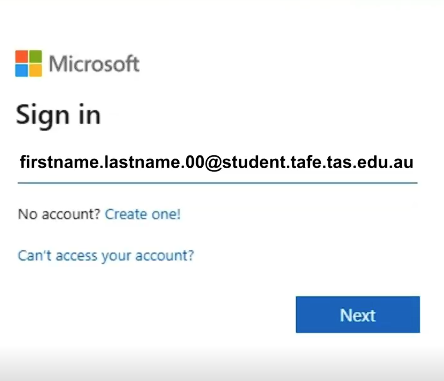 Microsoft
Sign in
firstname.lastname.00@student.tafe.tas.edu.au
No account? Create one!
Can't access your account?
Next